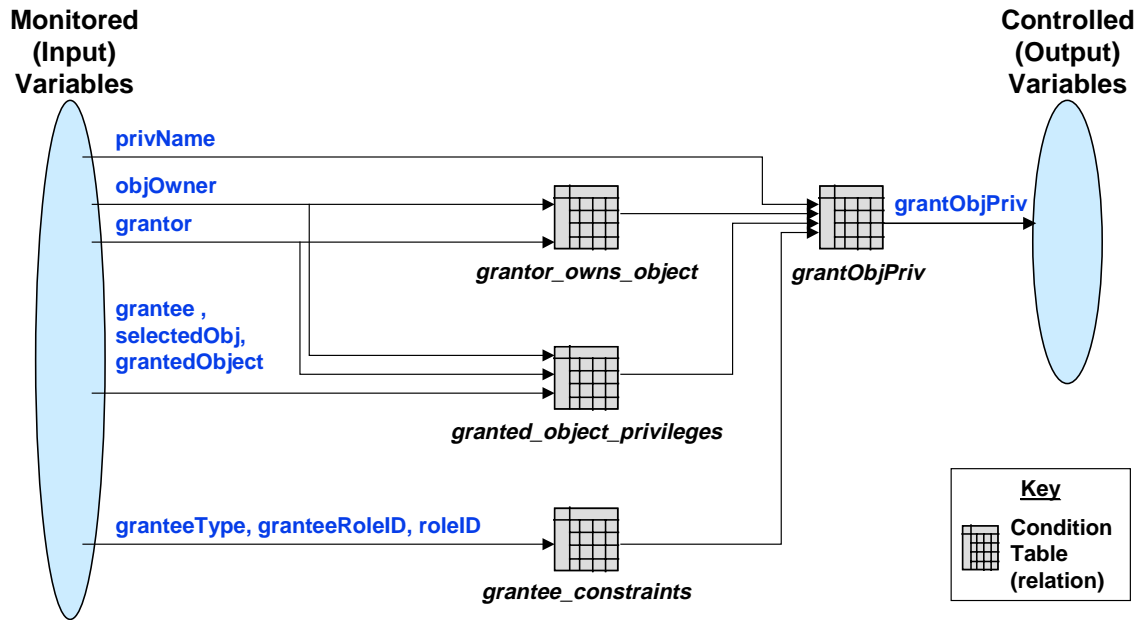 Monitored
(Input)
Variables
Controlled
(Output)
Variables
privName
objOwner
grantor
grantObjPriv
grantor_owns_object
grantObjPriv
grantee ,
selectedObj,
grantedObject
granted_object_privileges
granteeType, granteeRoleID, roleID
grantee_constraints
Key
Condition
Table
(relation)